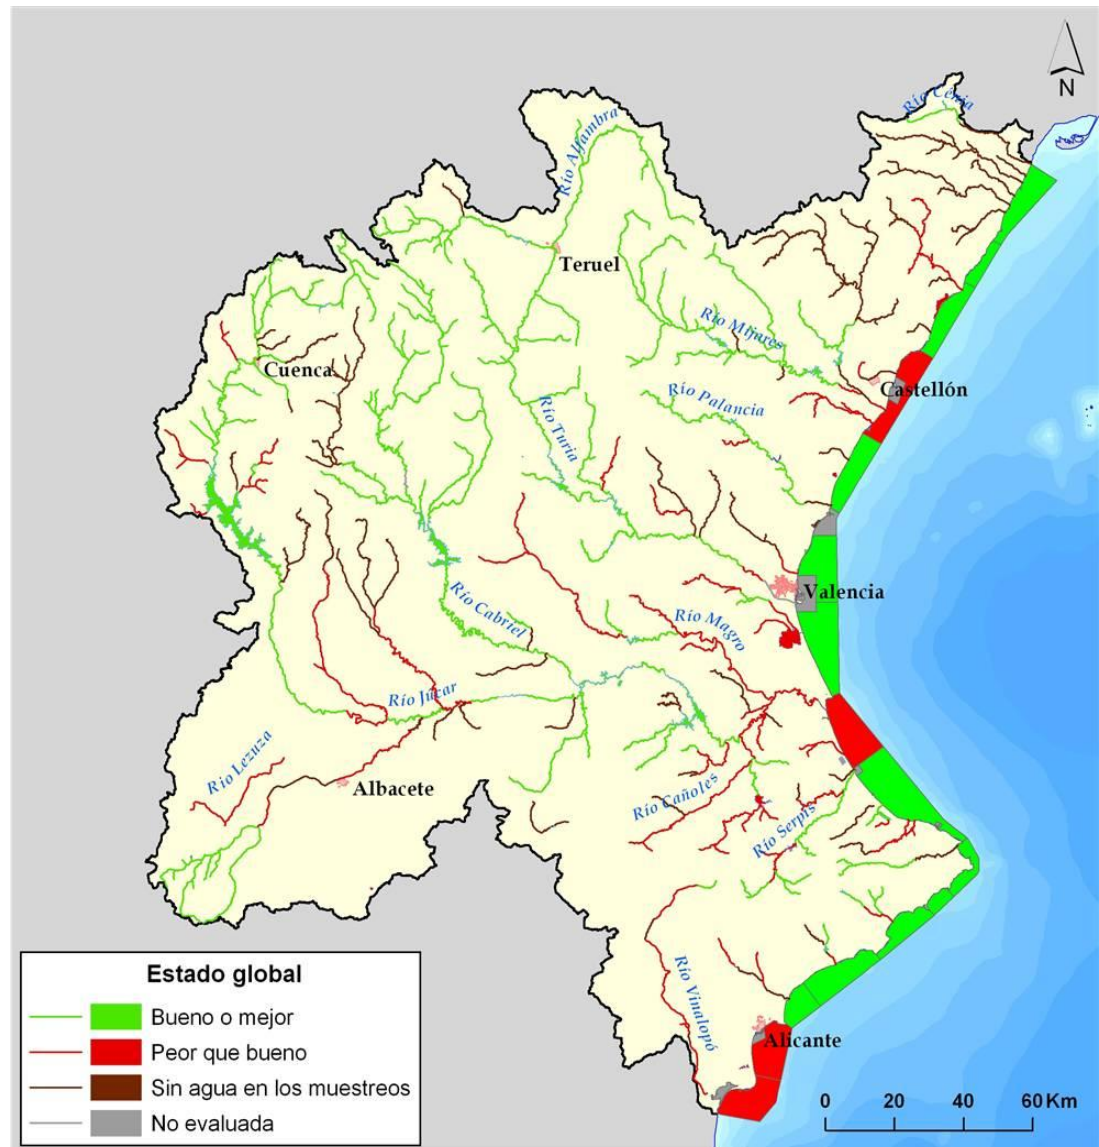 N
Río Cénia
Río Alfambra
Teruel
Río Mijares
Cuenca
Castellón
Río Palancia
Río Turia
Valencia
Río Cabriel
Río Magro
Río Júcar
Río Lezuza
Albacete
Río Cañoles
Río Serpis
Río Vinalopó
Alicante
Estado global
Bueno o mejor
Peor que bueno
Sin agua en los muestreos
No evaluada
0 20 40 60 Km